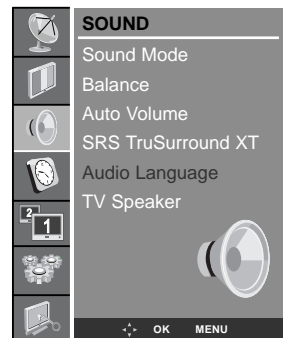 SOUND
Sound Mode
Balance
Auto Volume
SRS TruSurround XT
Audio Language
TV Speaker
2
1
OK MENU